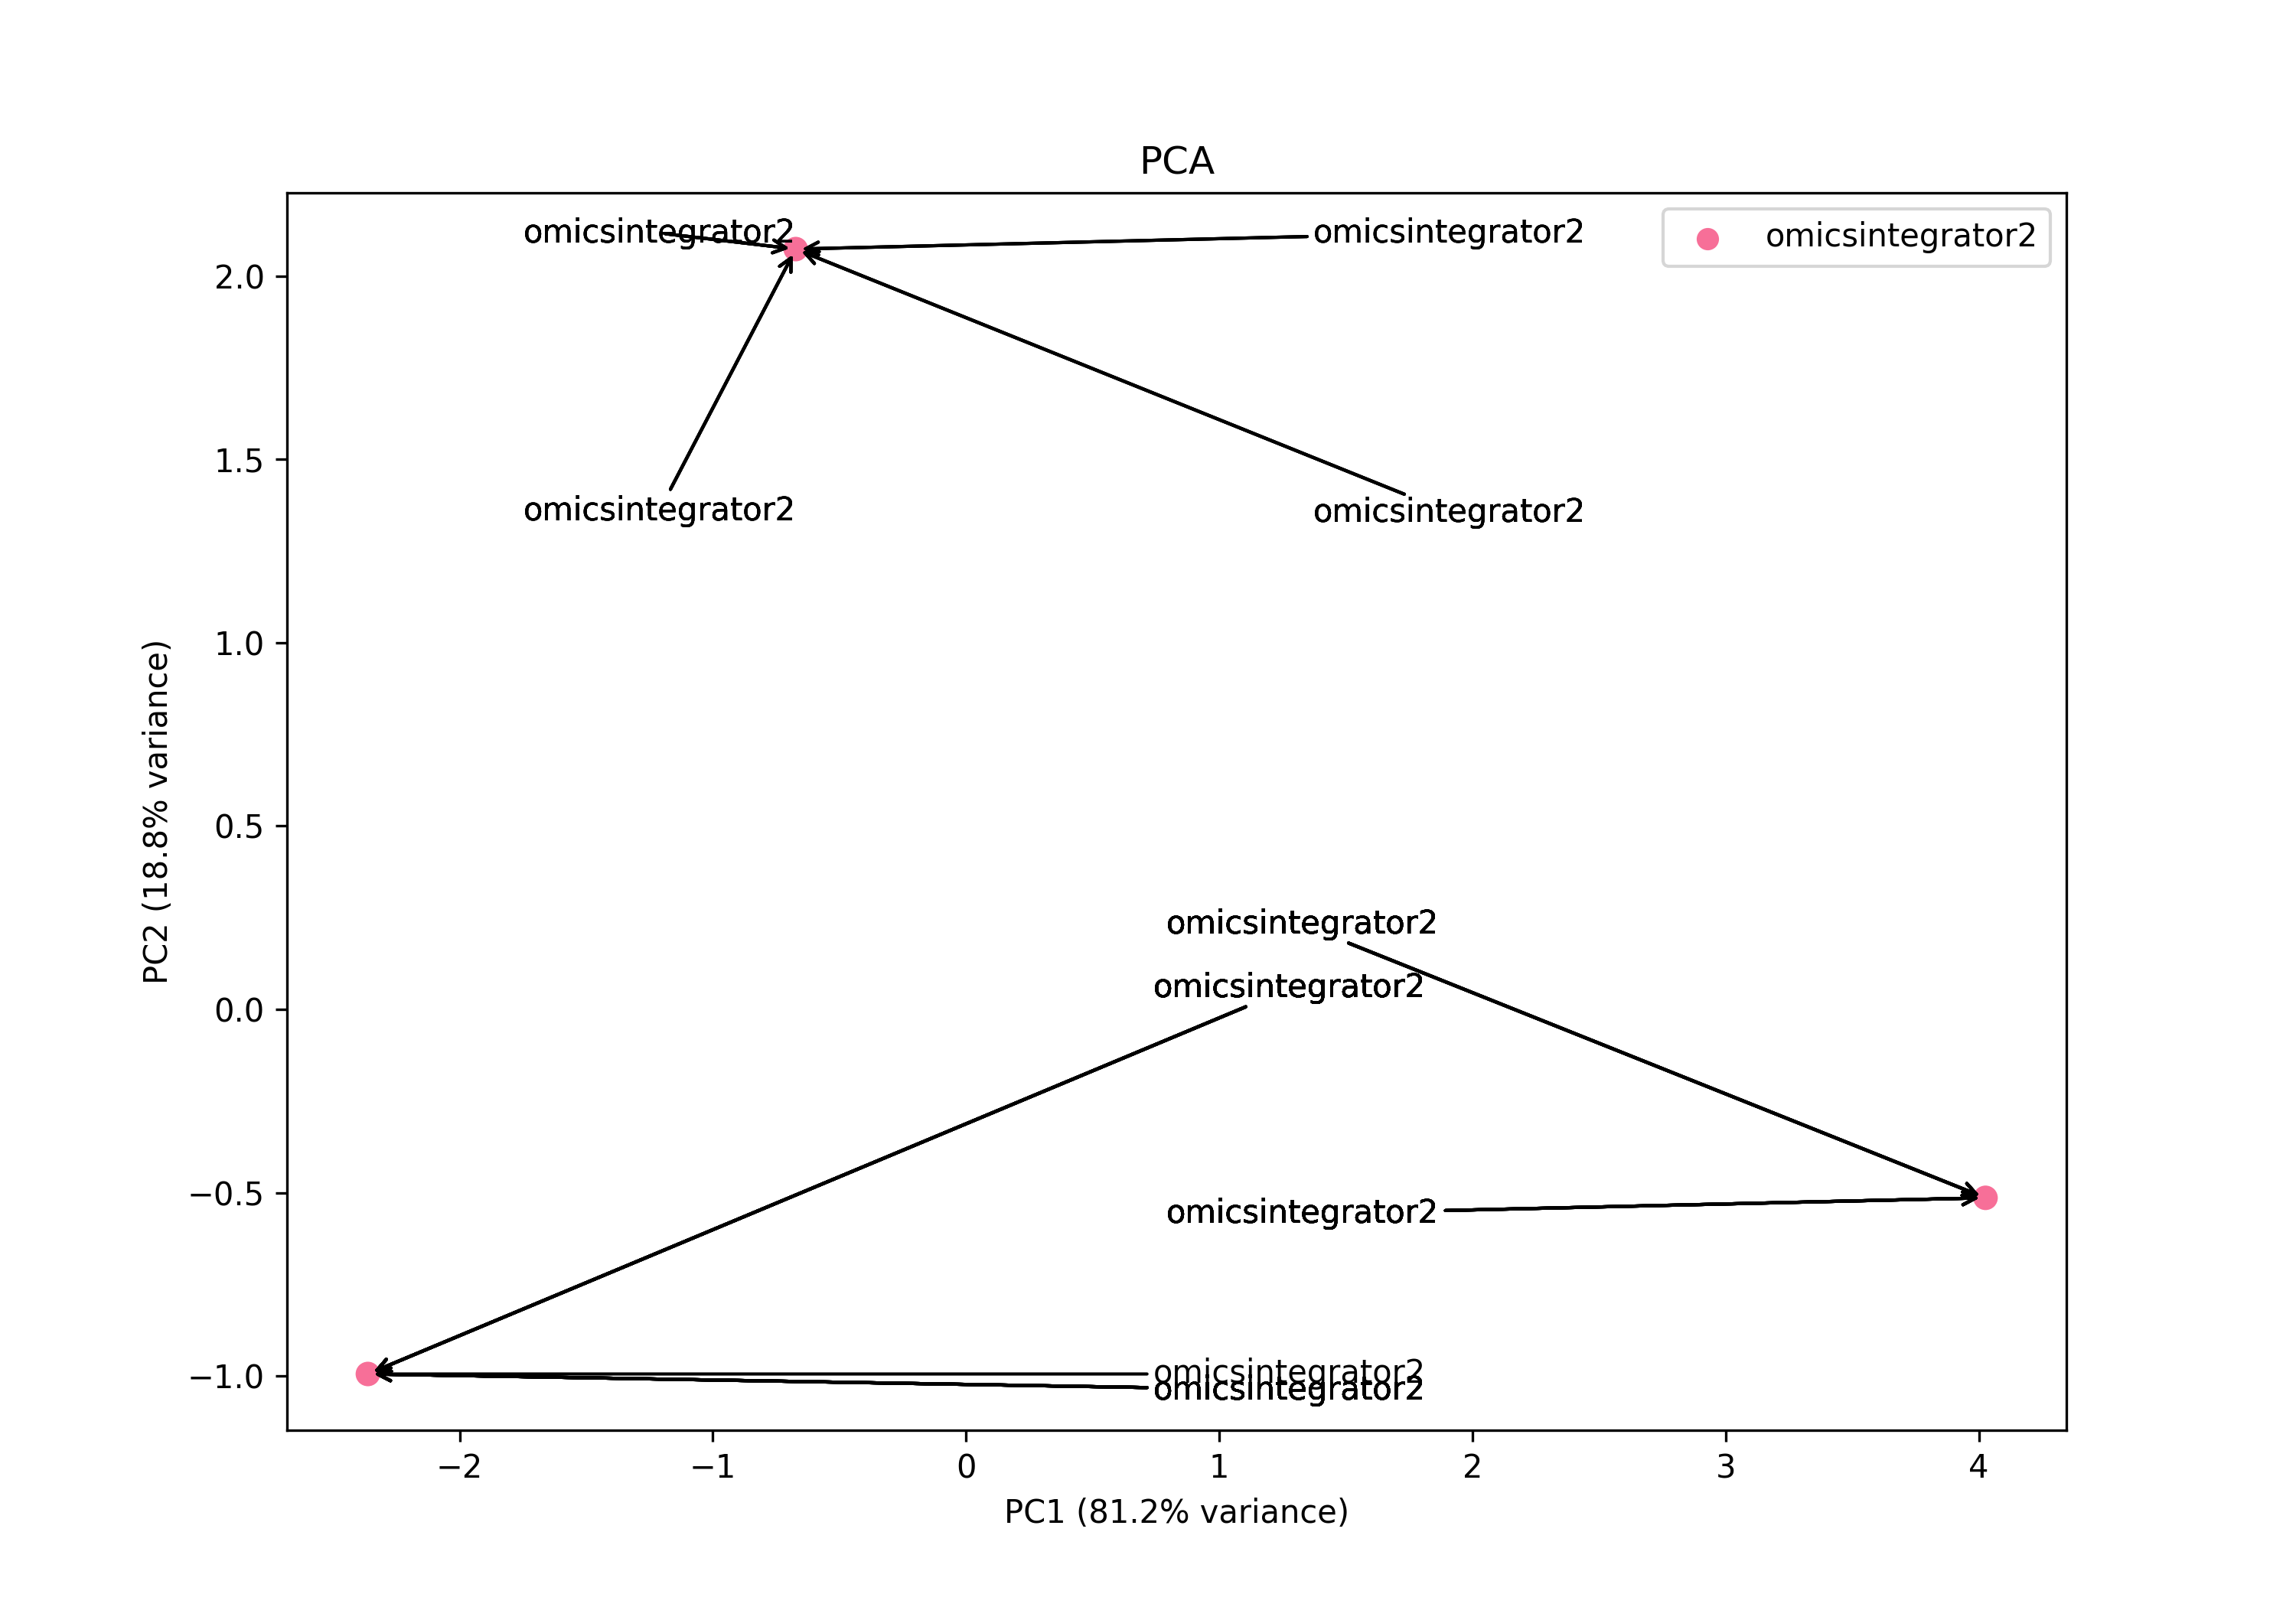 PCA
omicsintegrator2
omicsintegrator2
omicsintegrator2
2.0
1.5
omicsintegrator2
omicsintegrator2
1.0
PC2 (18.8% variance)
0.5
omicsintegrator2
omicsintegrator2
0.0
−0.5
omicsintegrator2
omicsintegrator2
−1.0
omicsintegrator2
−2
−1
0
1
2
3
4
PC1 (81.2% variance)